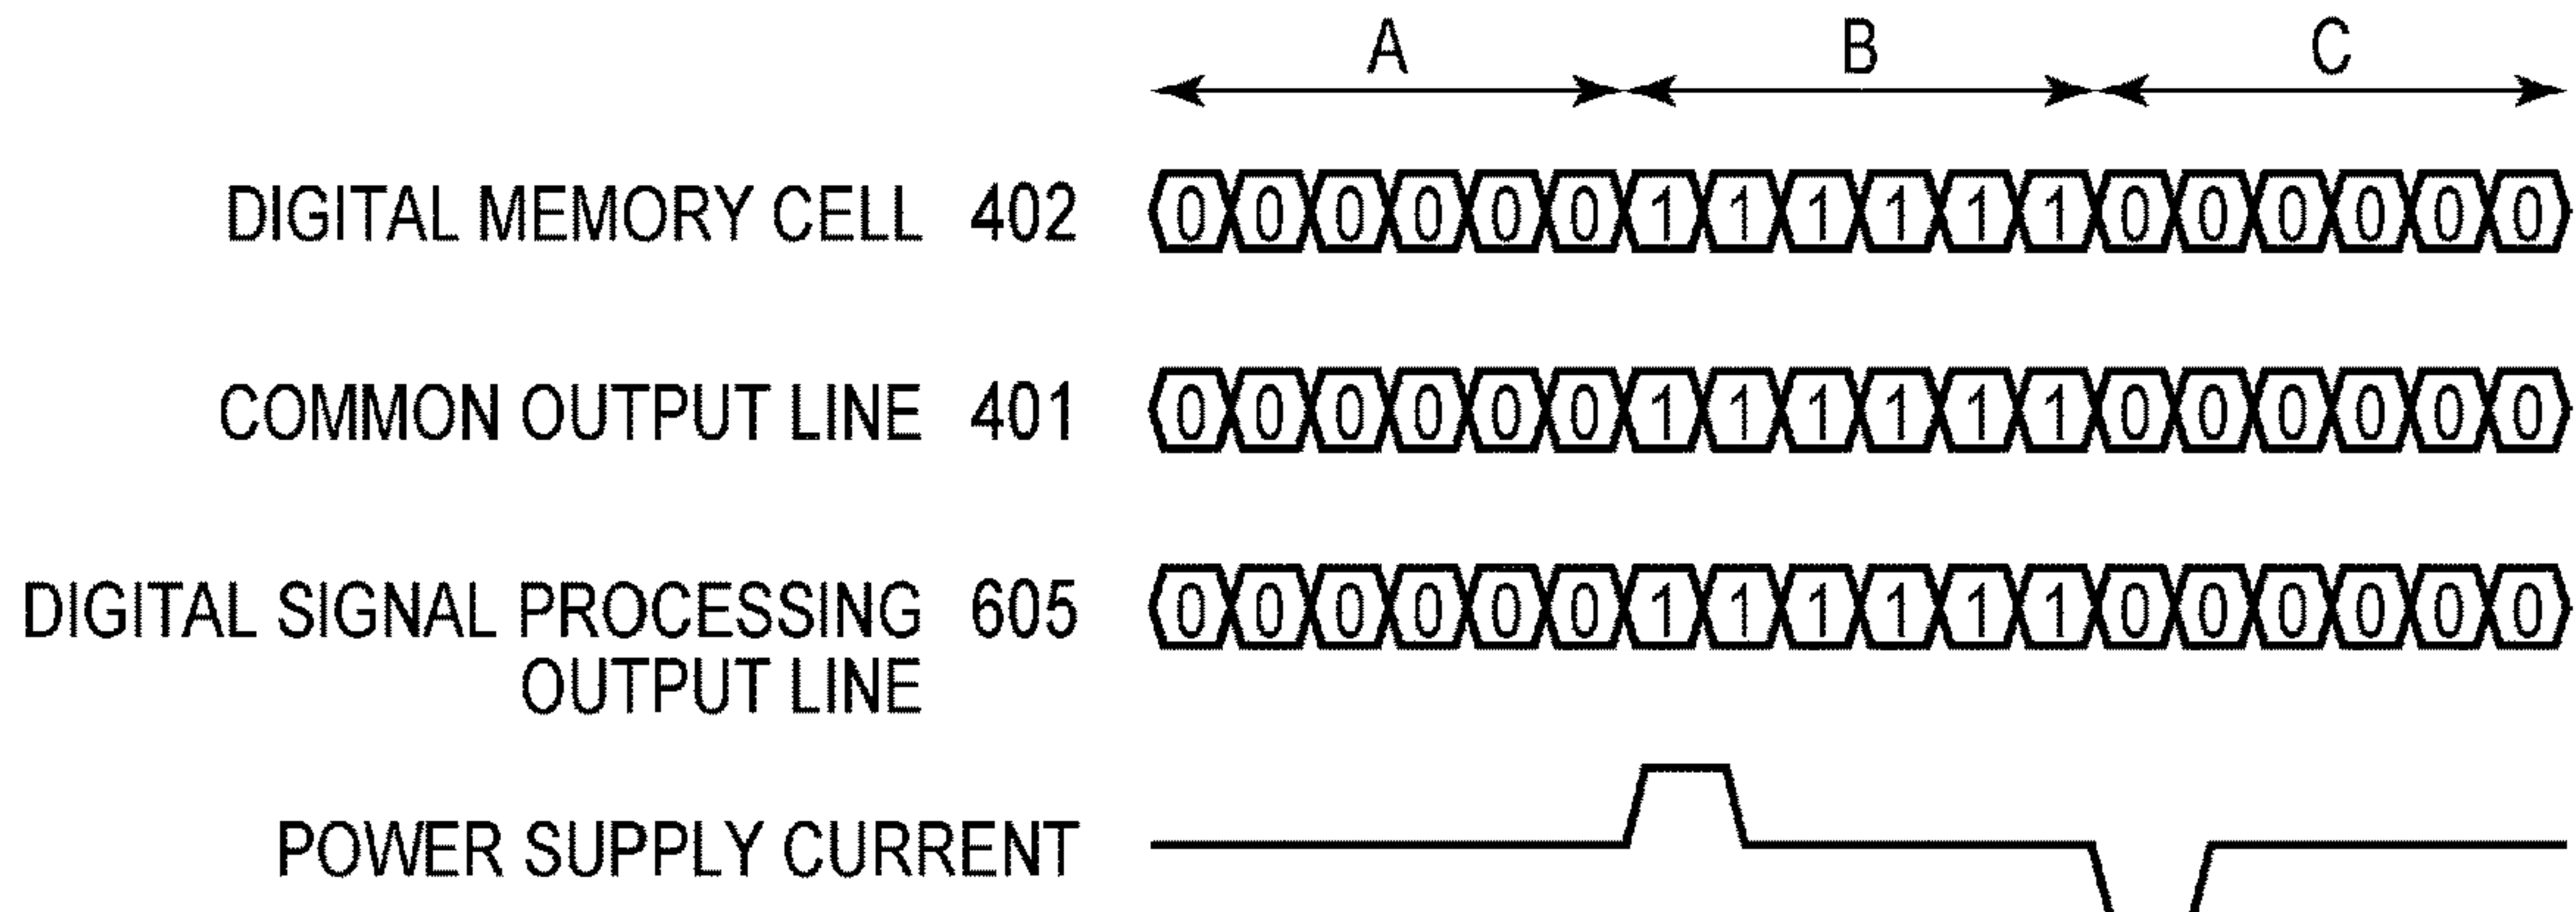 A B C
DIGITAL MEMORY CELL 402 0 0 0 0 0 0 1 1 1 1 1 1 0 0 0 0 0 0
COMMON OUTPUT LINE 401 0 0 0 0 0 0 1 1 1 1 1 1 0 0 0 0 0 0
DIGITAL SIGNAL PROCESSING 605 0 0 0 0 0 0 1 1 1 1 1 1 0 0 0 0 0 0
OUTPUT LINE
POWER SUPPLY CURRENT